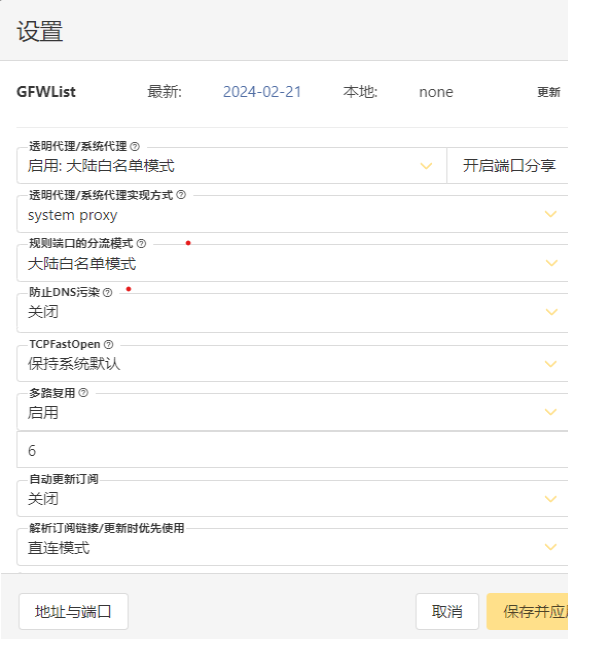 设置
GFWList 最新: 2024-02-21 本地: none 更新
透明代理/系统代理
启用: 大陆白名单模式 开启端口分享
透明代理/系统代理实现方式
system proxy
规则端口的分流模式
大陆白名单模式
防止DNS污染
关闭
TCPFastOpen
保持系统默认
多路复用
启用
6
自动更新订阅
关闭
解析订阅链接/更新时优先使用
直连模式
地址与端口 取消 保存并应